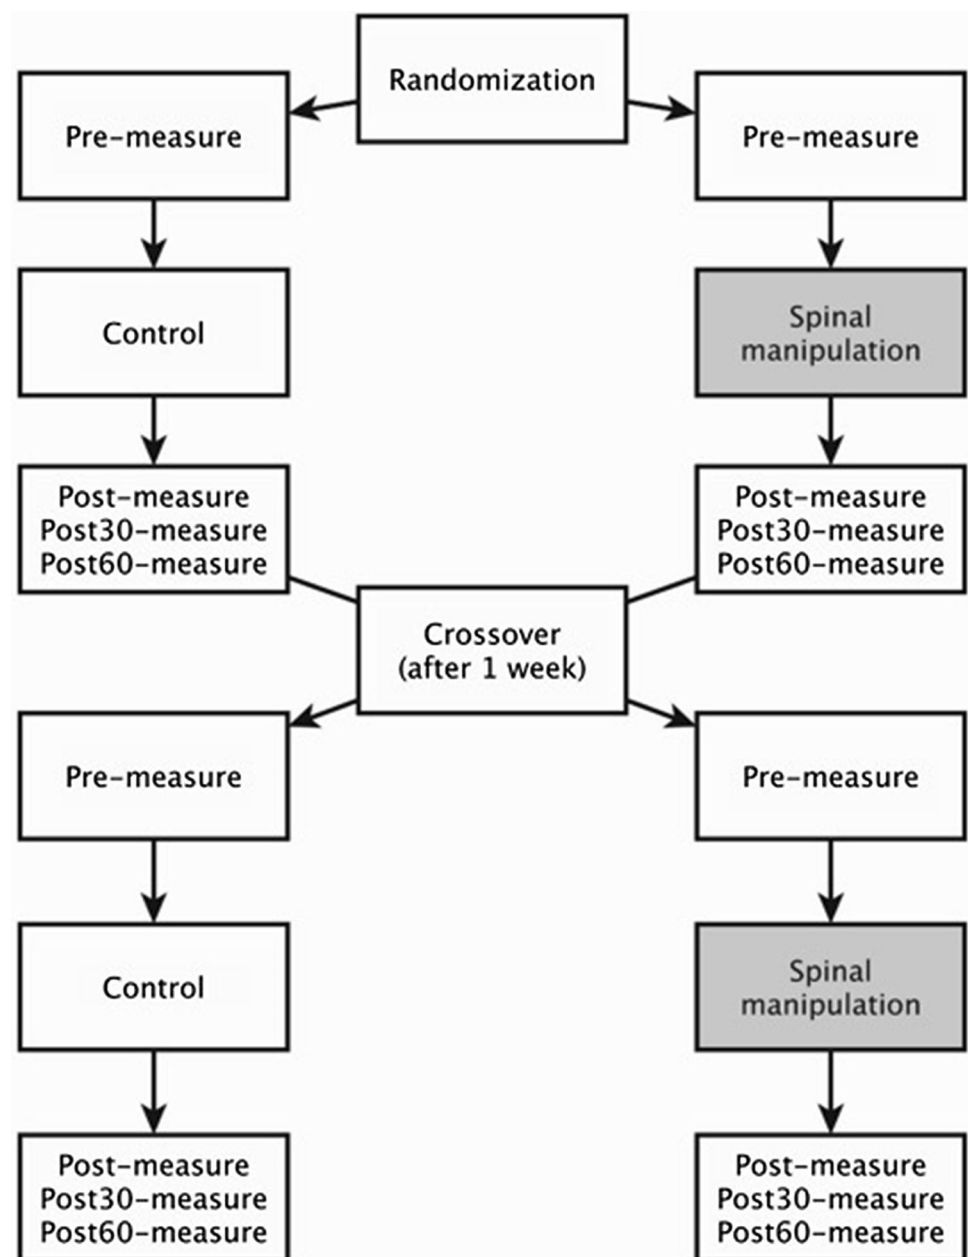 Randomization
Pre-measure
Pre-measure
Control
Spinal
manipulation
Post-measure
Post30-measure
Post60-measure
Post-measure
Post30-measure
Post60-measure
Crossover
(after 1 week)
Pre-measure
Pre-measure
Control
Spinal
manipulation
Post-measure
Post30-measure
Post60-measure
Post-measure
Post30-measure
Post60-measure